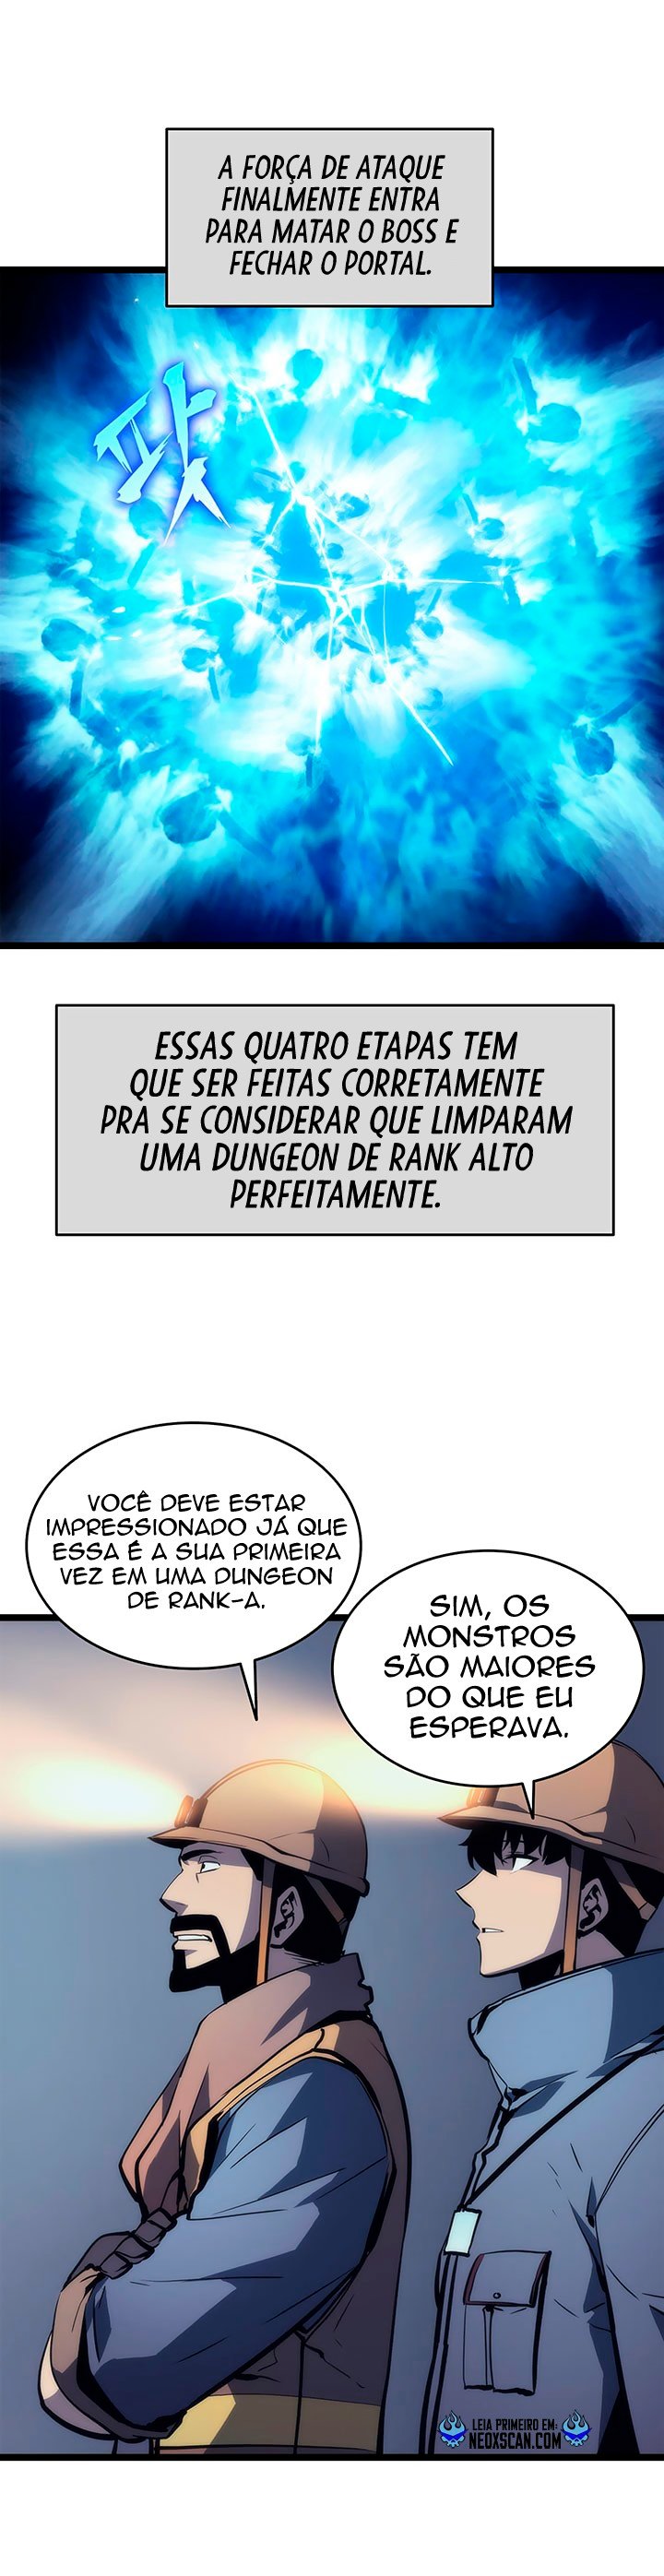 A FORÇA DE ATAQUE
FINALMENTE ENTRA
PARA MATAR O BOSS E
FECHAR O PORTAL.
팟
ESSAS QUATRO ETAPAS TEM
QUE SER FEITAS CORRETAMENTE
PRA SE CONSIDERAR QUE LIMPARAM
UMA DUNGEON DE RANK ALTO
PERFEITAMENTE.
VOCÊ DEVE ESTAR
IMPRESSIONADO JÁ QUE
ESSA É A SUA PRIMEIRA
VEZ EM UMA DUNGEON
DE RANK-A.
SIM, OS
MONSTROS
SÃO MAIORES
DO QUE EU
ESPERAVA.
LEIA PRIMEIRO EM:
NEOXSCAN.COM